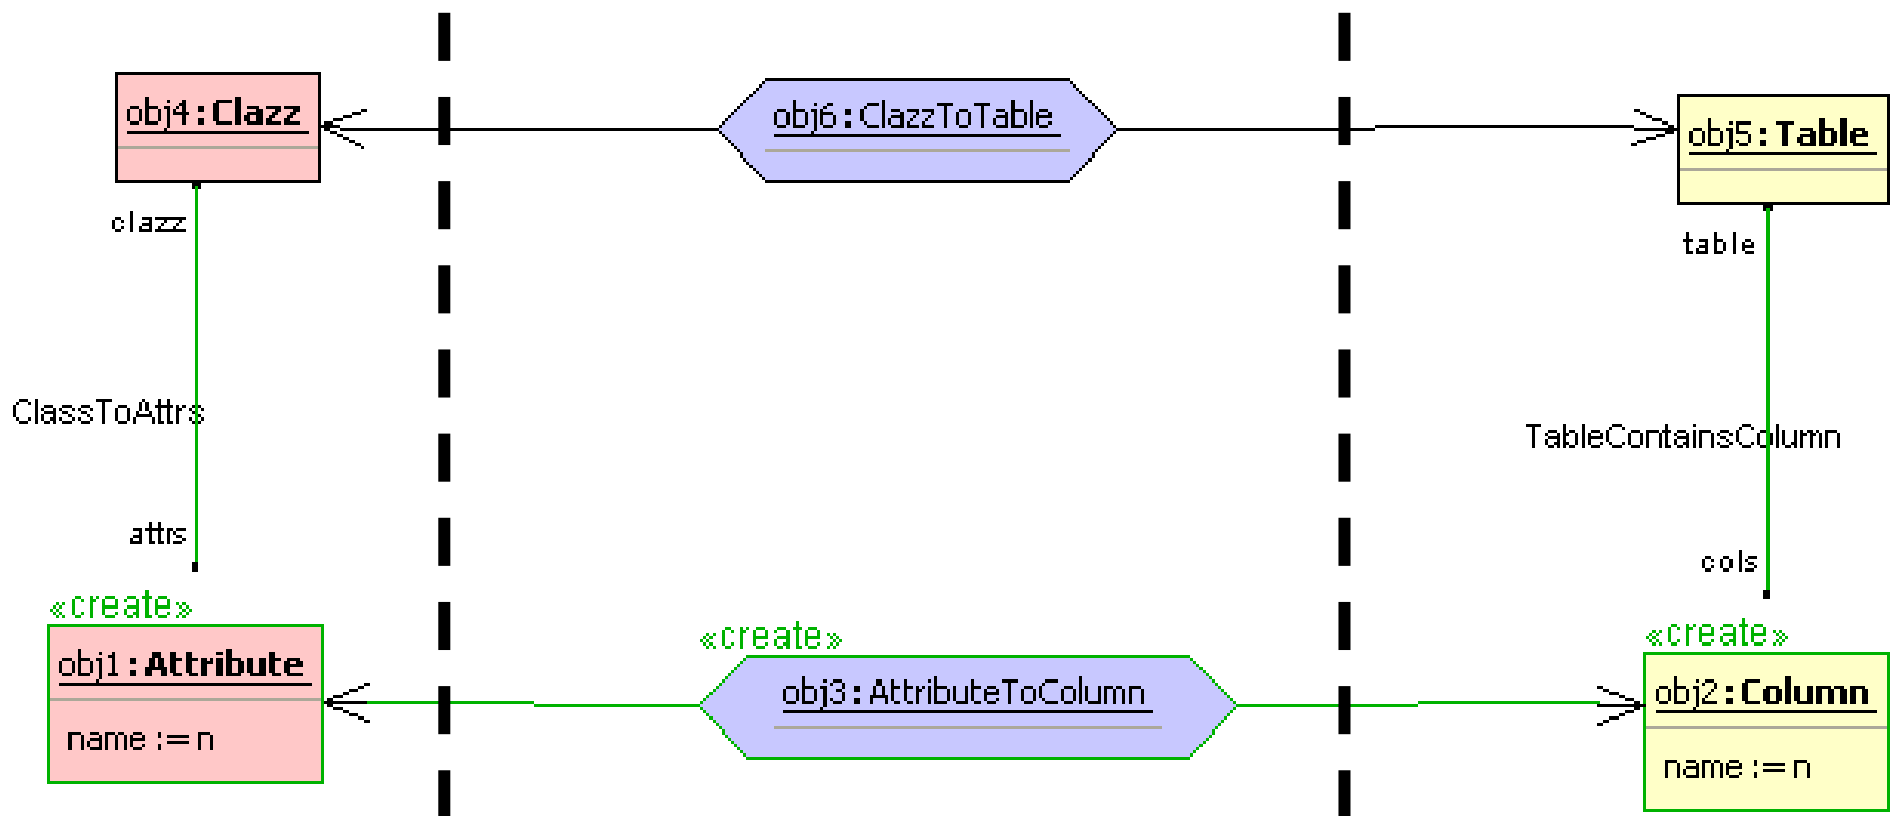 obj4:Clazz
obj6:ClazzToTable
obj5:Table
clazz
table
ClassToAttrs
TableContainsColumn
attrs
cols
«create»
«create»
«create»
obj1:Attribute
obj3:AttributeToColumn
obj2:Column
name := n
name := n